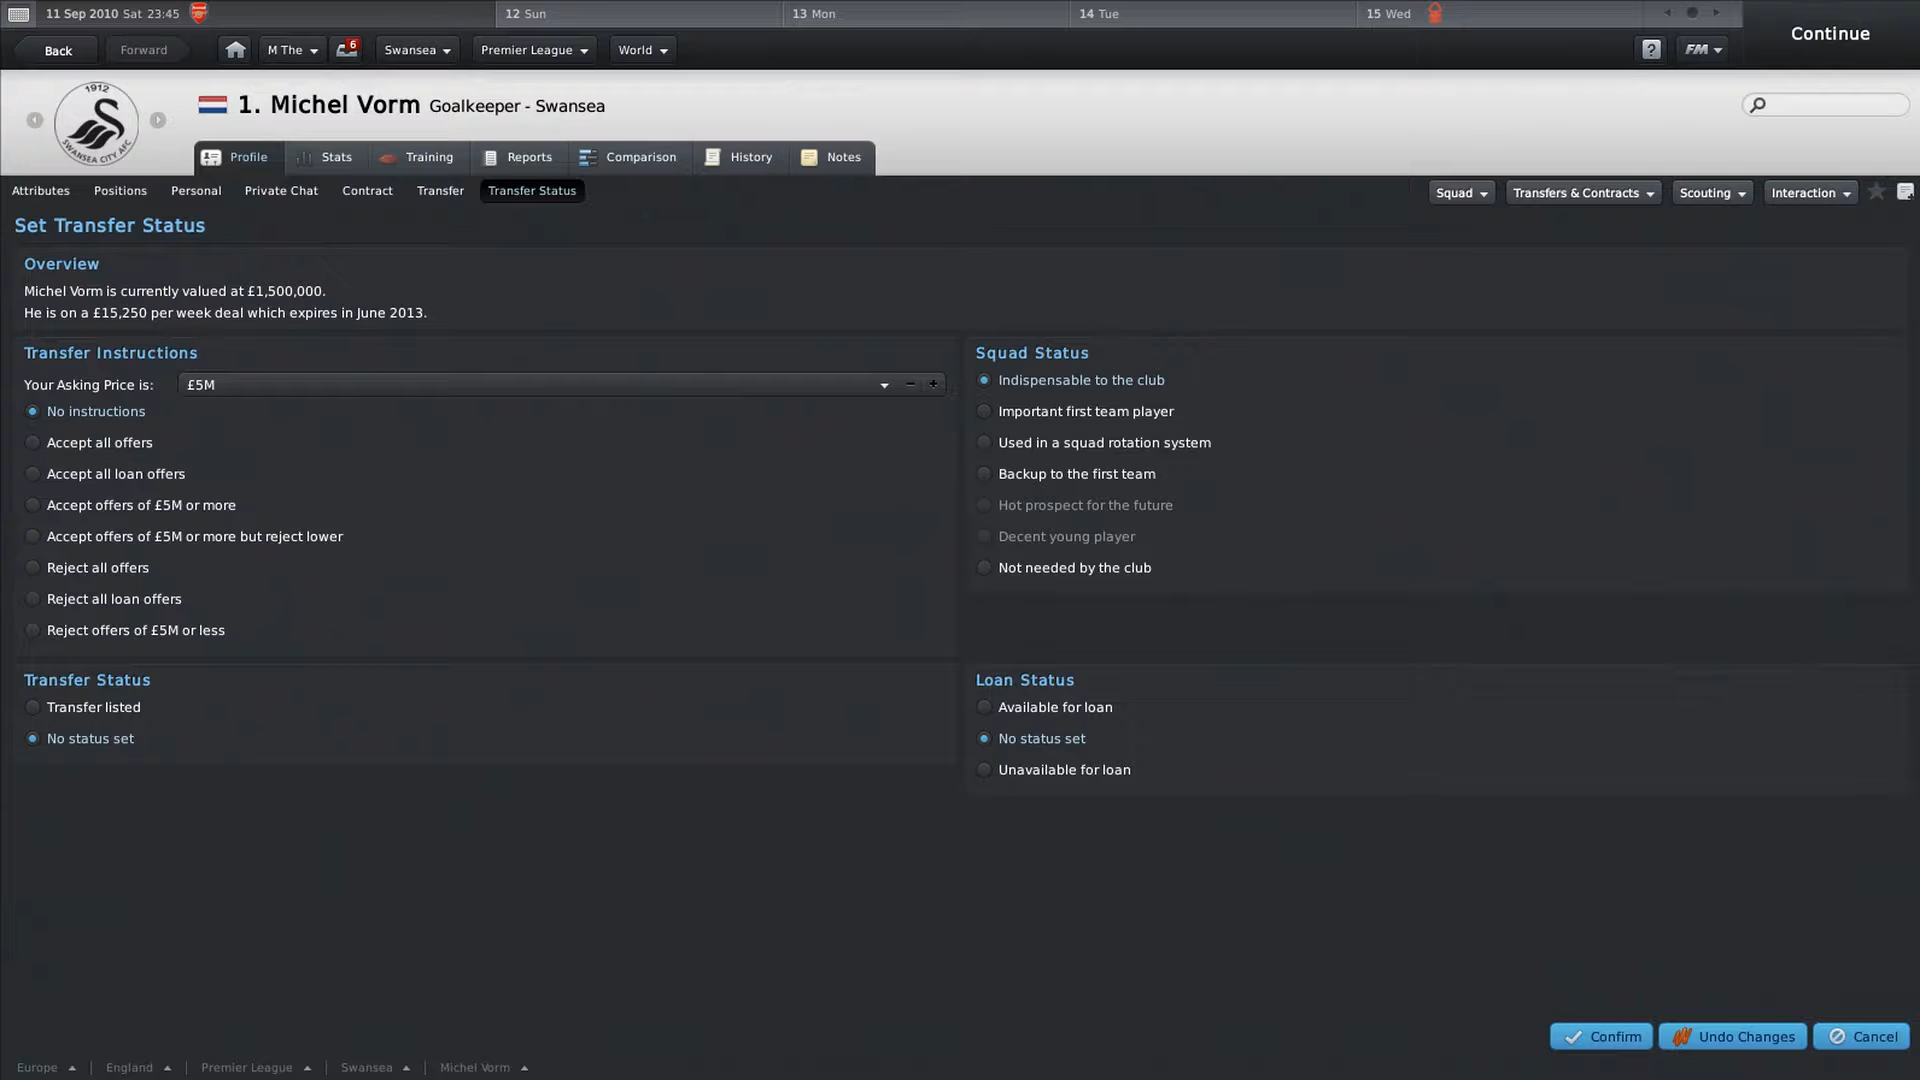 11 Sep 2010 Sat 23:45
12 Sun
13 Mon
14 Tue
15 Wed
Continue
Back
Forward
M The
6
Swansea
Premier League
World
?
FM
1912
SWANSEA CITY AFC
1. Michel Vorm Goalkeeper - Swansea
Profile
Stats
Training
Reports
Comparison
History
Notes
Attributes
Positions
Personal
Private Chat
Contract
Transfer
Transfer Status
Squad
Transfers & Contracts
Scouting
Interaction
Set Transfer Status
Overview
Michel Vorm is currently valued at £1,500,000.
He is on a £15,250 per week deal which expires in June 2013.
Transfer Instructions
Your Asking Price is: £5M
No instructions
Accept all offers
Accept all loan offers
Accept offers of £5M or more
Accept offers of £5M or more but reject lower
Reject all offers
Reject all loan offers
Reject offers of £5M or less
Squad Status
Indispensable to the club
Important first team player
Used in a squad rotation system
Backup to the first team
Hot prospect for the future
Decent young player
Not needed by the club
Transfer Status
Transfer listed
No status set
Loan Status
Available for loan
No status set
Unavailable for loan
Confirm
Undo Changes
Cancel
Europe
England
Premier League
Swansea
Michel Vorm